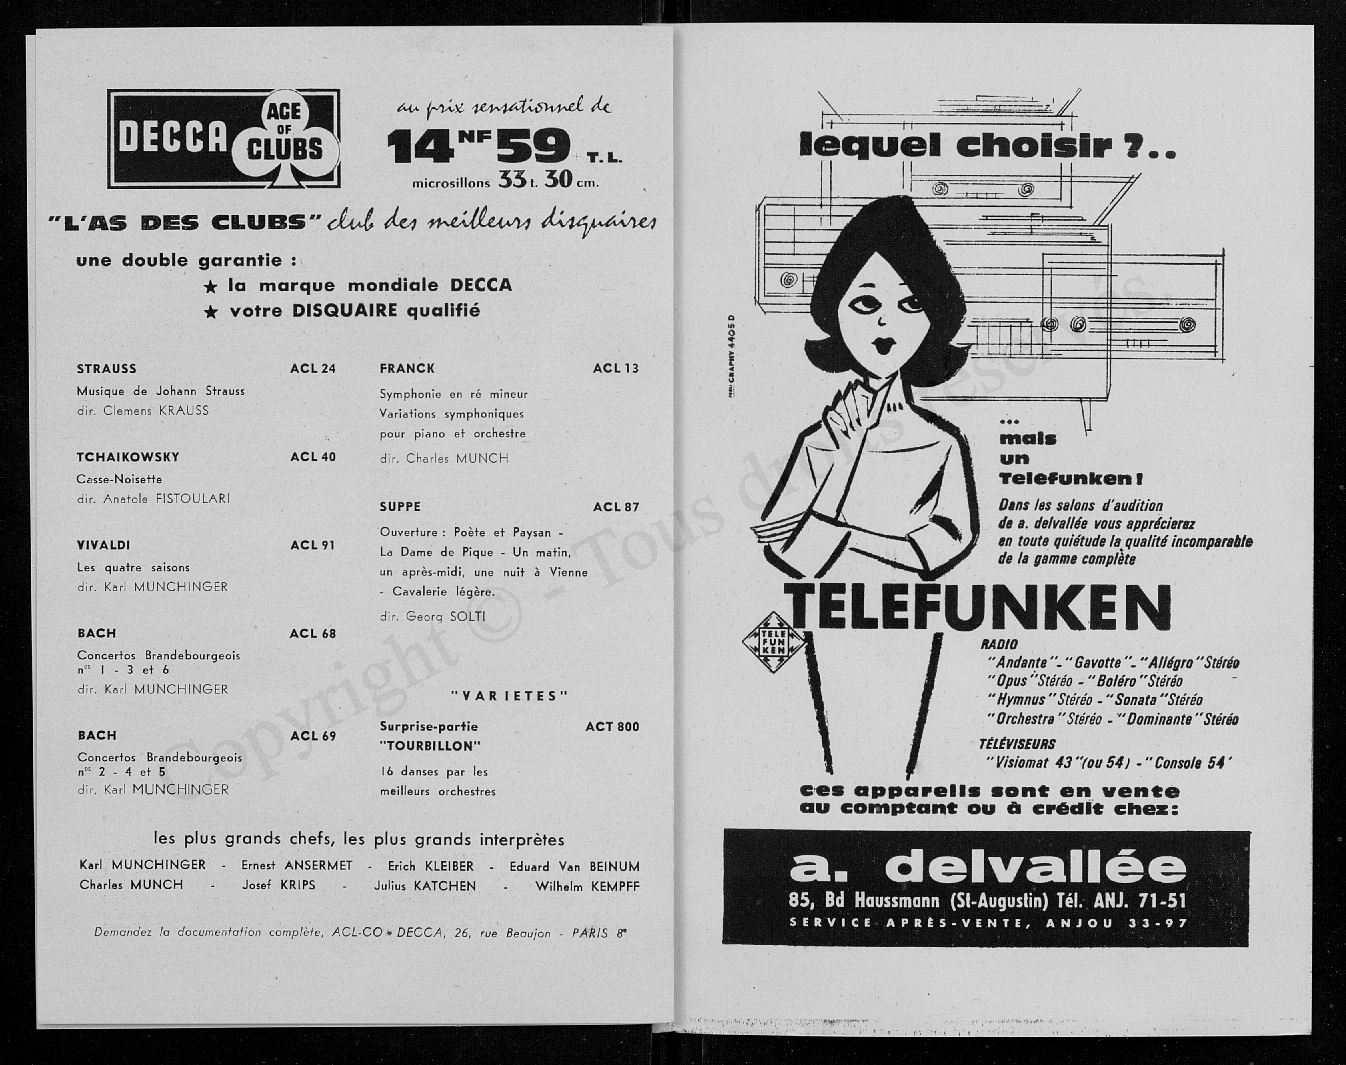 DECCA
ACE
OF
CLUBS
au prix sensationnel de
14 NF 59 T.L.
microsillons 33 t. 30 cm.
"L'AS DES CLUBS" club des meilleurs disquaires
une double garantie :
★ la marque mondiale DECCA
★ votre DISQUAIRE qualifié
STRAUSS ACL 24
Musique de Johann Strauss
dir. Clemens KRAUSS
TCHAIKOWSKY ACL 40
Casse-Noisette
dir. Anatole FISTOULARI
VIVALDI ACL 91
Les quatre saisons
dir. Karl MUNCHINGER
BACH ACL 68
Concertos Brandebourgeois
nos 1 - 3 et 6
dir. Karl MUNCHINGER
BACH ACL 69
Concertos Brandebourgeois
nos 2 - 4 et 5
dir. Karl MUNCHINGER
FRANCK ACL 13
Symphonie en ré mineur
Variations symphoniques
pour piano et orchestre
dir. Charles MUNCH
SUPPE ACL 87
Ouverture : Poète et Paysan -
La Dame de Pique - Un matin,
un après-midi, une nuit à Vienne
- Cavalerie légère.
dir. Georg SOLTI
"VARIETES"
Surprise-partie ACT 800
"TOURBILLON"
16 danses par les
meilleurs orchestres
les plus grands chefs, les plus grands interprètes
Karl MUNCHINGER - Ernest ANSERMET - Erich KLEIBER - Eduard Van BEINUM
Charles MUNCH - Josef KRIPS - Julius KATCHEN - Wilhelm KEMPFF
Demandez la documentation complète, ACL-CO * DECCA, 26, rue Beaujon - PARIS 8e
lequel choisir ?..
GRAPHY 4405 D
...
mais
un
Telefunken !
Dans les salons d'audition
de a. delvallée vous apprécierez
en toute quiétude la qualité incomparable
de la gamme complète
TELEFUNKEN
TELE
FUN
KEN
RADIO
"Andante" - "Gavotte" - "Allégro" Stéréo
"Opus" Stéréo - "Boléro" Stéréo
"Hymnus" Stéréo - "Sonata" Stéréo
"Orchestra" Stéréo - "Dominante" Stéréo
TÉLÉVISEURS
"Visiomat 43" (ou 54) - "Console 54'
ces appareils sont en vente
au comptant ou à crédit chez:
a. delvallée
85, Bd Haussmann (St-Augustin) Tél. ANJ. 71-51
SERVICE APRÈS-VENTE, ANJOU 33-97
Copyright © - Tous droits réservés.